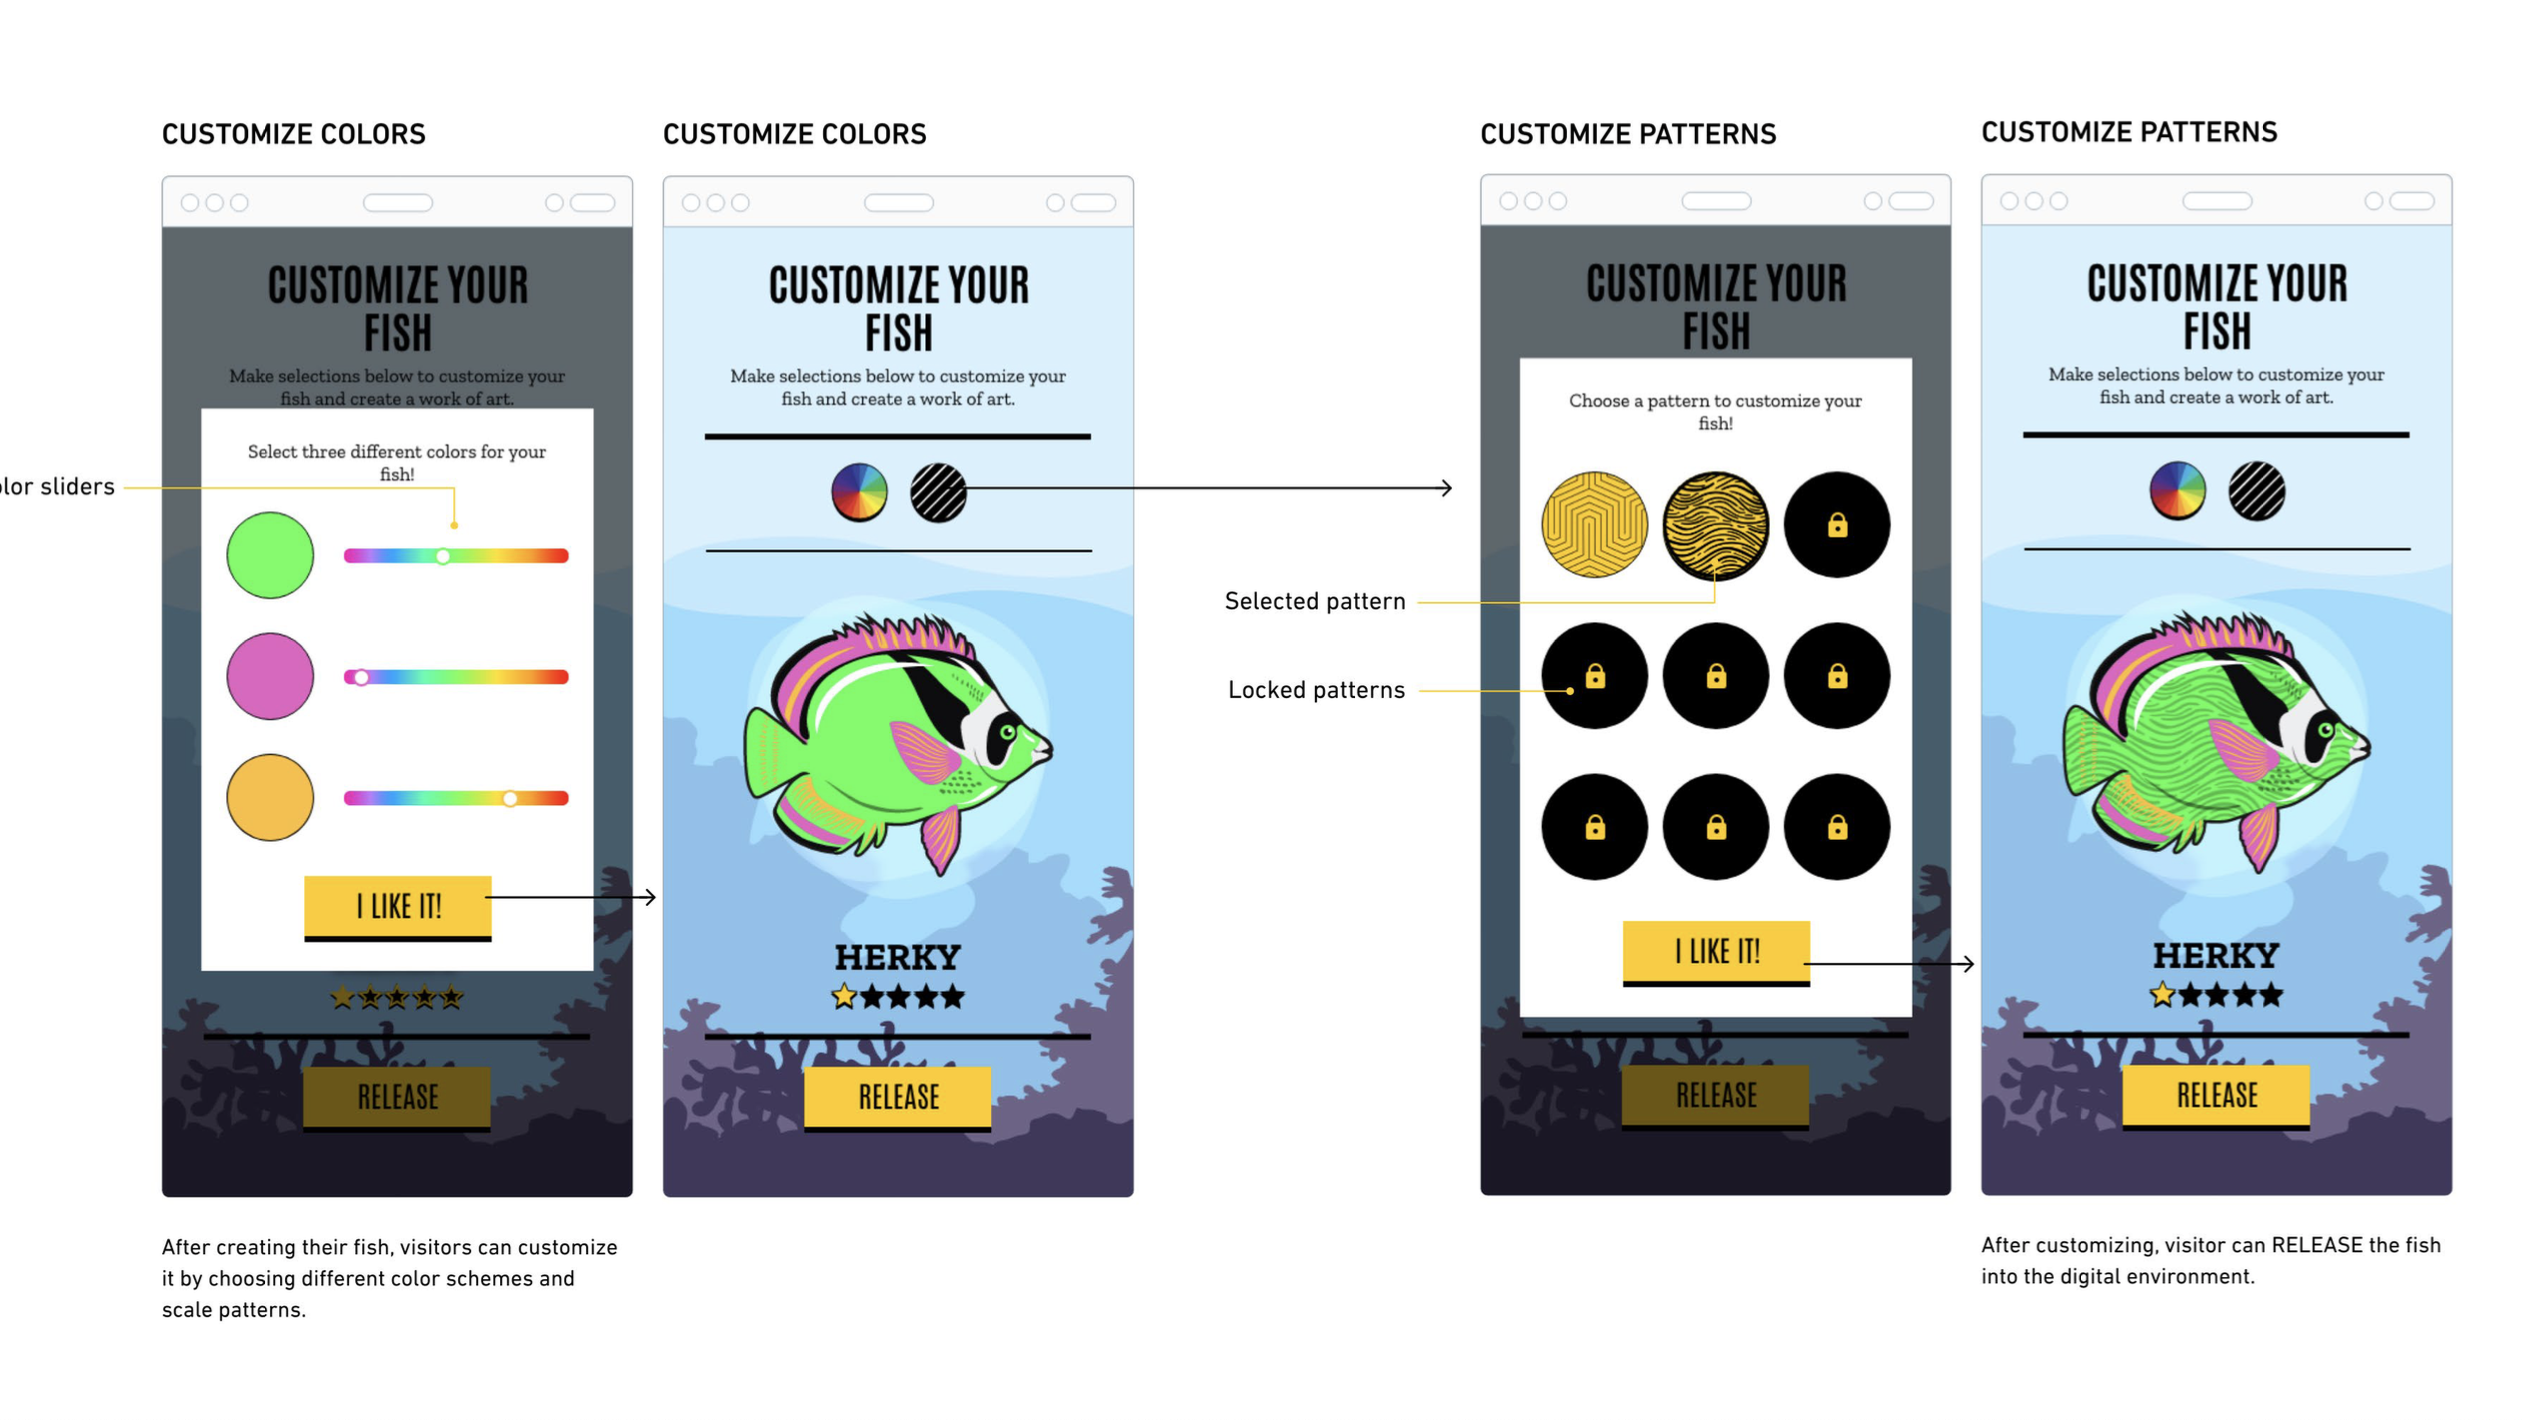 CUSTOMIZE COLORS
CUSTOMIZE YOUR
FISH
Make selections below to customize your
fish and create a work of art.
Select three different colors for your
fish!
lor sliders
I LIKE IT!
RELEASE
After creating their fish, visitors can customize
it by choosing different color schemes and
scale patterns.
CUSTOMIZE COLORS
CUSTOMIZE YOUR
FISH
Make selections below to customize your
fish and create a work of art.
HERKY
RELEASE
CUSTOMIZE PATTERNS
CUSTOMIZE YOUR
FISH
Choose a pattern to customize your
fish!
Selected pattern
Locked patterns
I LIKE IT!
RELEASE
CUSTOMIZE PATTERNS
CUSTOMIZE YOUR
FISH
Make selections below to customize your
fish and create a work of art.
HERKY
RELEASE
After customizing, visitor can RELEASE the fish
into the digital environment.